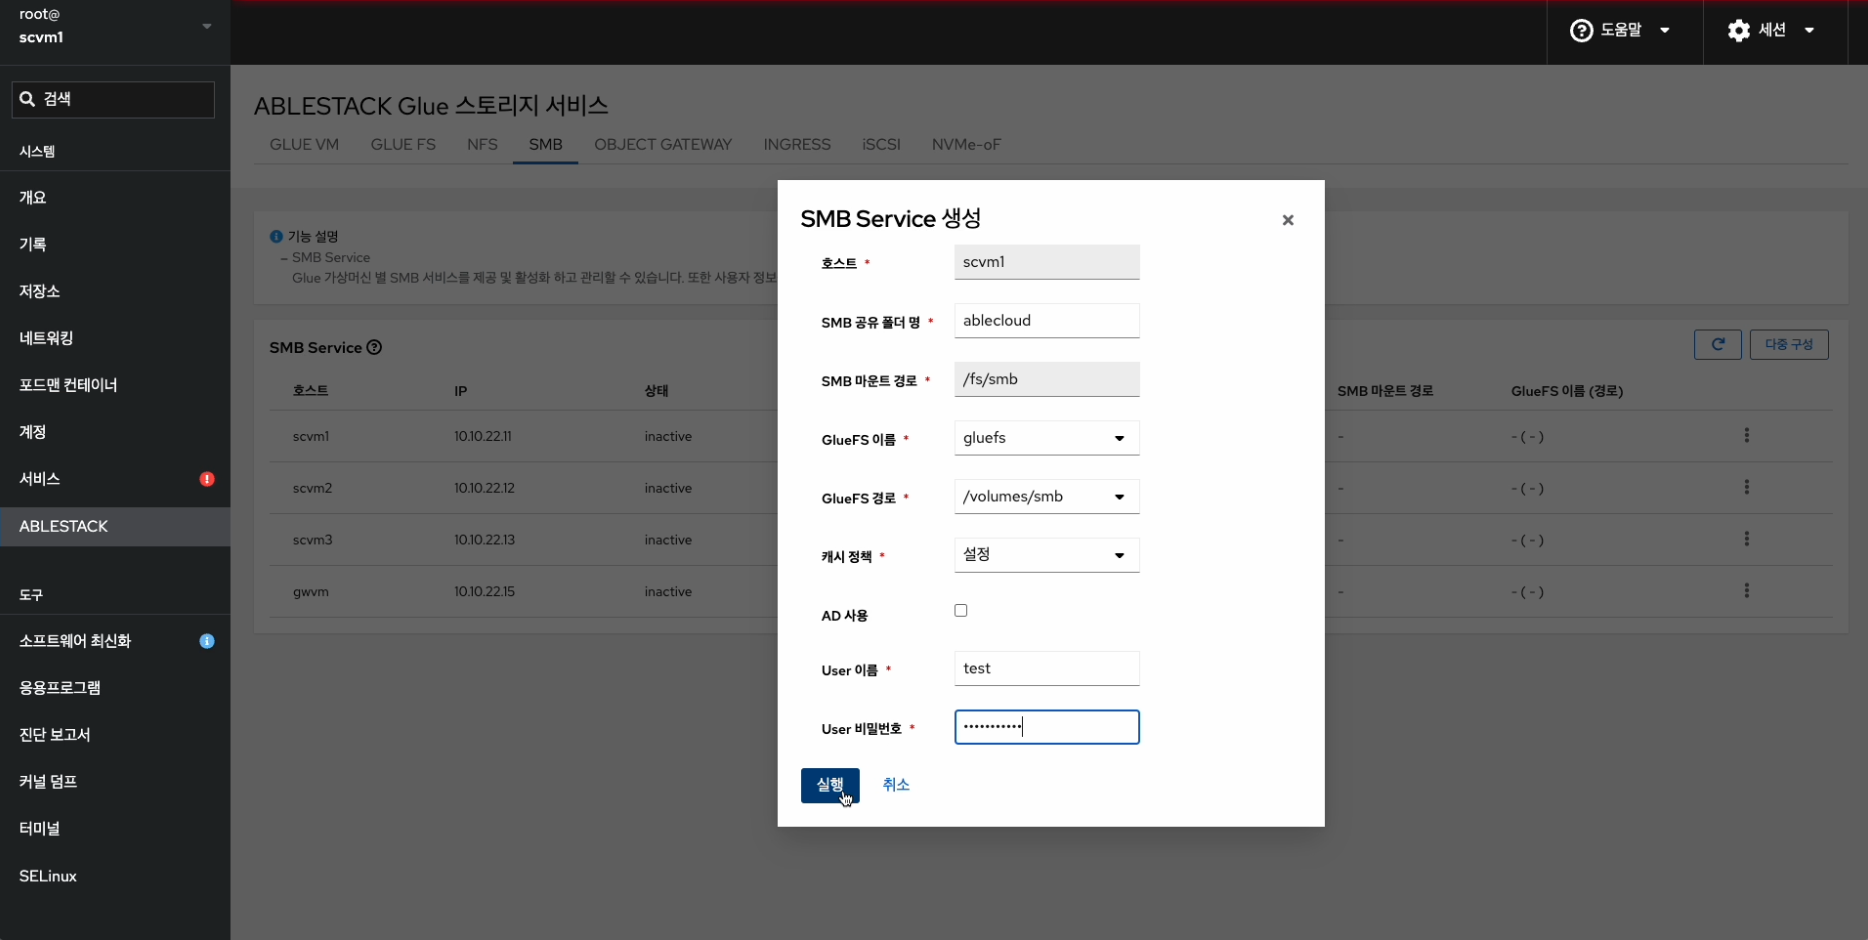 root@
scvm1
도움말
세션
검색
시스템
개요
기록
저장소
네트워킹
포드맨 컨테이너
계정
서비스
ABLESTACK
도구
소프트웨어 최신화
응용프로그램
진단 보고서
커널 덤프
터미널
SELinux
ABLESTACK Glue 스토리지 서비스
GLUE VM GLUE FS NFS SMB OBJECT GATEWAY INGRESS iSCSI NVMe-oF
기능 설명
– SMB Service
Glue 가상머신 별 SMB 서비스를 제공 및 활성화 하고 관리할 수 있습니다. 또한 사용자 정보
SMB Service
다중 구성
호스트 IP 상태 SMB 마운트 경로 GlueFS 이름 (경로)
scvm1 10.10.22.11 inactive - - ( - )
scvm2 10.10.22.12 inactive - - ( - )
scvm3 10.10.22.13 inactive - - ( - )
gwvm 10.10.22.15 inactive - - ( - )
SMB Service 생성
호스트 * scvm1
SMB 공유 폴더 명 * ablecloud
SMB 마운트 경로 * /fs/smb
GlueFS 이름 * gluefs
GlueFS 경로 * /volumes/smb
캐시 정책 * 설정
AD 사용
User 이름 * test
User 비밀번호 * •••••••••••
실행 취소